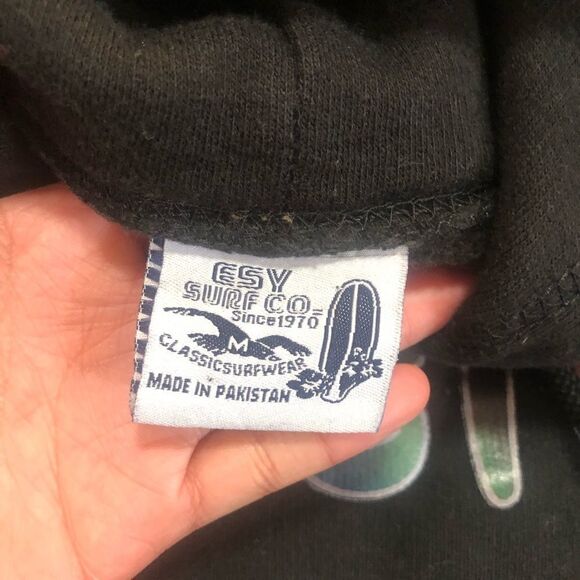 ESY
SURF CO.
Since1970
M
CLASSICSURFWEAR
MADE IN PAKISTAN